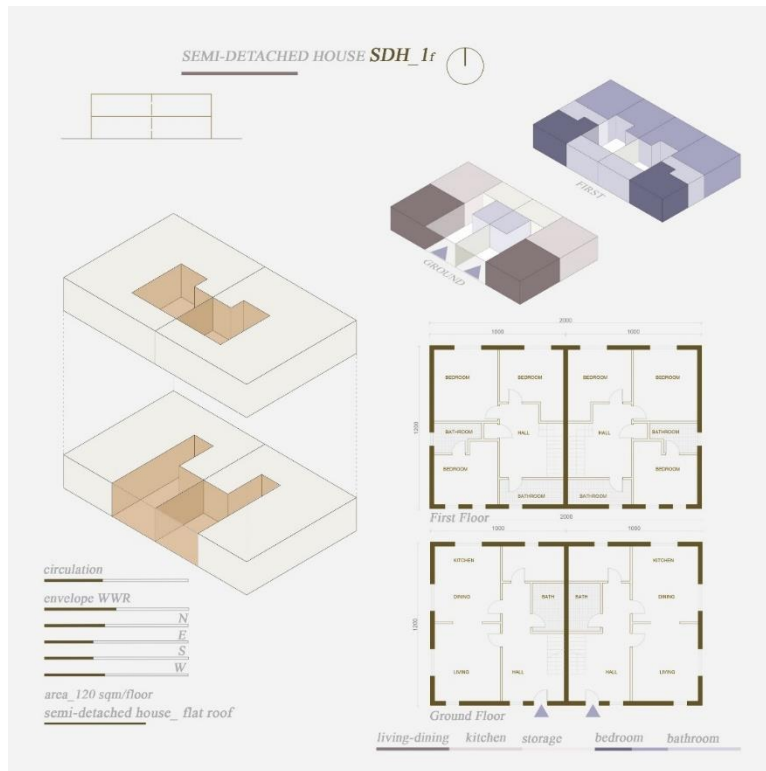 SEMI-DETACHED HOUSE SDH_1f
FIRST
GROUND
2000
1000 1000
1200
BEDROOM BEDROOM BEDROOM BEDROOM
BATHROOM HALL HALL BATHROOM
BEDROOM BEDROOM
BATHROOM BATHROOM
First Floor
1000 2000 1000
1200
KITCHEN KITCHEN
DINING BATH BATH DINING
LIVING HALL HALL LIVING
Ground Floor
circulation
envelope WWR
N
E
S
W
area_120 sqm/floor
semi-detached house_ flat roof
living-dining kitchen storage bedroom bathroom